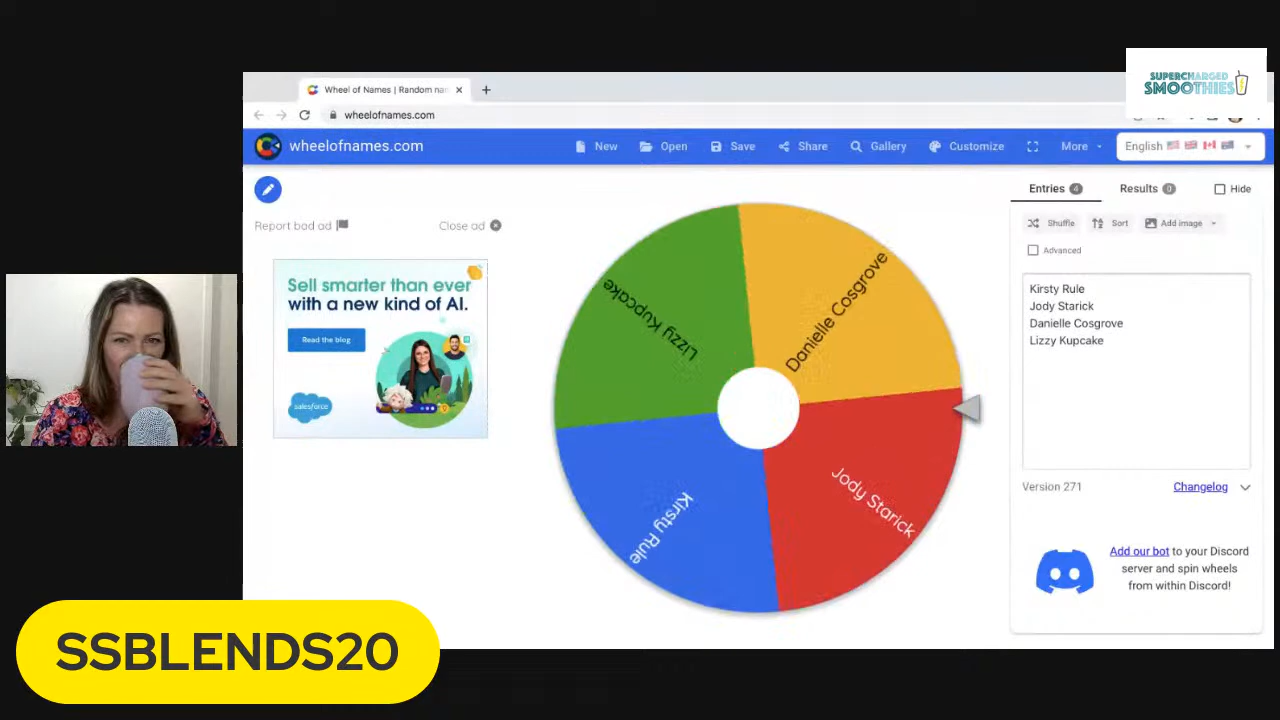 SUPERCHARGED
SMOOTHIES
Wheel of Names | Random na
wheelofnames.com
wheelofnames.com
New
Open
Save
Share
Gallery
Customize
More
English
Report bad ad
Close ad
Sell smarter than ever
with a new kind of AI.
Read the blog
salesforce
Lizzy Kupcake
Danielle Cosgrove
Kirsty Rule
Jody Starick
Entries 4
Results 0
Hide
Shuffle
Sort
Add image
Advanced
Kirsty Rule
Jody Starick
Danielle Cosgrove
Lizzy Kupcake
Version 271
Changelog
Add our bot to your Discord
server and spin wheels
from within Discord!
SSBLENDS20